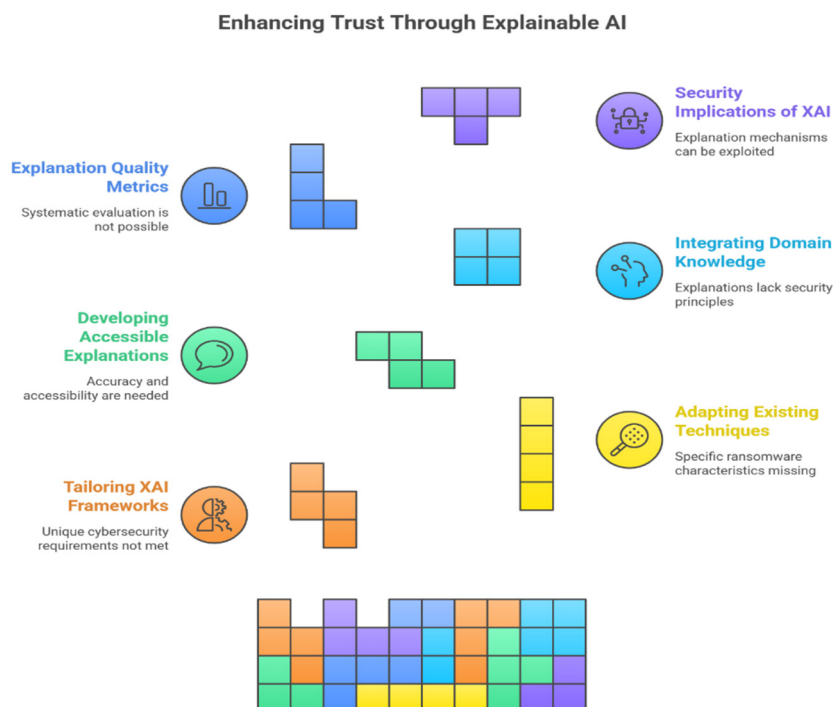 Enhancing Trust Through Explainable AI
Security
Implications of XAI
Explanation mechanisms
can be exploited
Explanation Quality
Metrics
Systematic evaluation is
not possible
Integrating Domain
Knowledge
Explanations lack security
principles
Developing
Accessible
Explanations
Accuracy and
accessibility are needed
Adapting Existing
Techniques
Specific ransomware
characteristics missing
Tailoring XAI
Frameworks
Unique cybersecurity
requirements not met